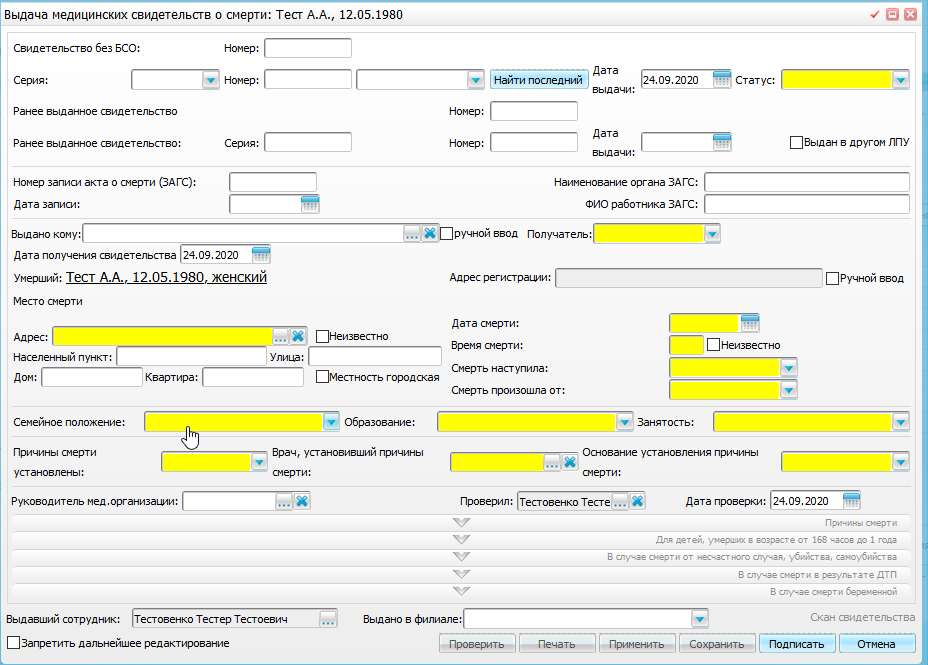 Выдача медицинских свидетельств о смерти: Тест А.А., 12.05.1980
Свидетельство без БСО: Номер:
Серия: Номер: Найти последний Дата выдачи: 24.09.2020 Статус:
Ранее выданное свидетельство Номер:
Ранее выданное свидетельство: Серия: Номер: Дата выдачи: Выдан в другом ЛПУ
Номер записи акта о смерти (ЗАГС): Наименование органа ЗАГС:
Дата записи: ФИО работника ЗАГС:
Выдано кому: ... ручной ввод Получатель:
Дата получения свидетельства 24.09.2020
Умерший: Тест А.А., 12.05.1980, женский Адрес регистрации: Ручной ввод
Место смерти
Адрес: ... Неизвестно Дата смерти:
Населенный пункт: Улица: Время смерти: Неизвестно
Дом: Квартира: Местность городская Смерть наступила:
Смерть произошла от:
Семейное положение: Образование: Занятость:
Причины смерти установлены: Врач, установивший причины смерти: ... Основание установления причины смерти:
Руководитель мед.организации: ... Проверил: Тестовенко Тесте ... Дата проверки: 24.09.2020
Причины смерти
Для детей, умерших в возрасте от 168 часов до 1 года
В случае смерти от несчастного случая, убийства, самоубийства
В случае смерти в результате ДТП
В случае смерти беременной
Выдавший сотрудник: Тестовенко Тестер Тестоевич ... Выдано в филиале: Скан свидетельства
Запретить дальнейшее редактирование Проверить Печать Применить Сохранить Подписать Отмена